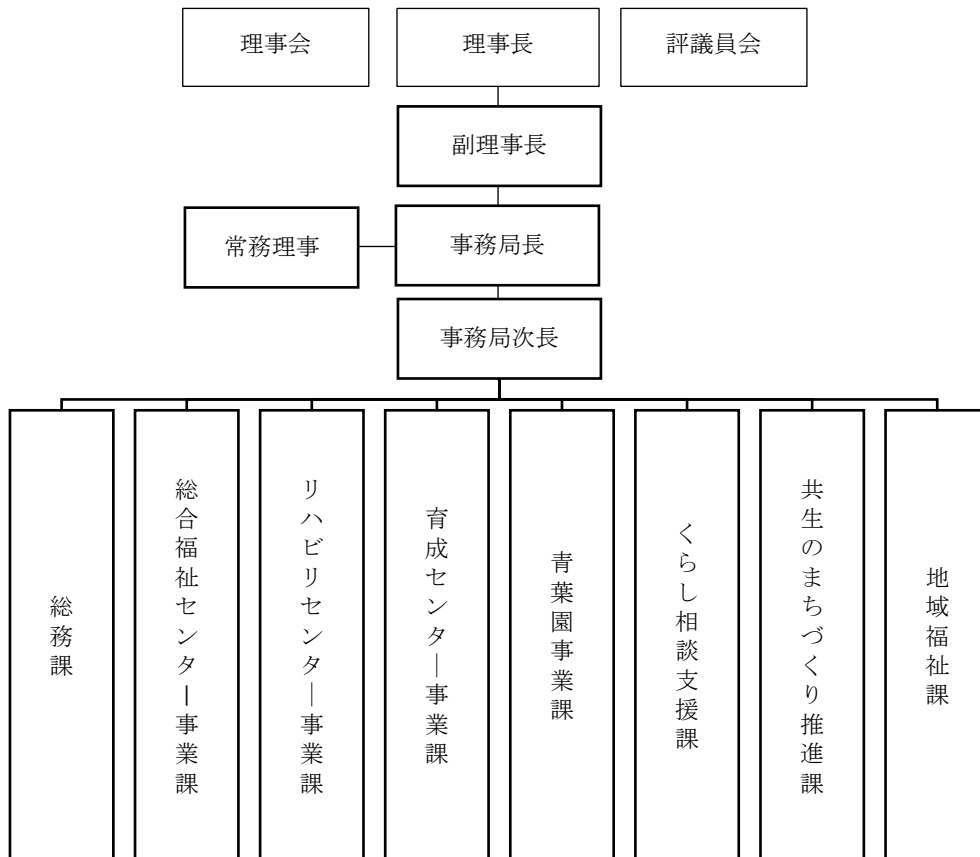 理事会
理事長
評議員会
副理事長
常務理事
事務局長
事務局次長
総務課
総合福祉センター事業課
リハビリセンター事業課
育成センター事業課
青葉園事業課
くらし相談支援課
共生のまちづくり推進課
地域福祉課